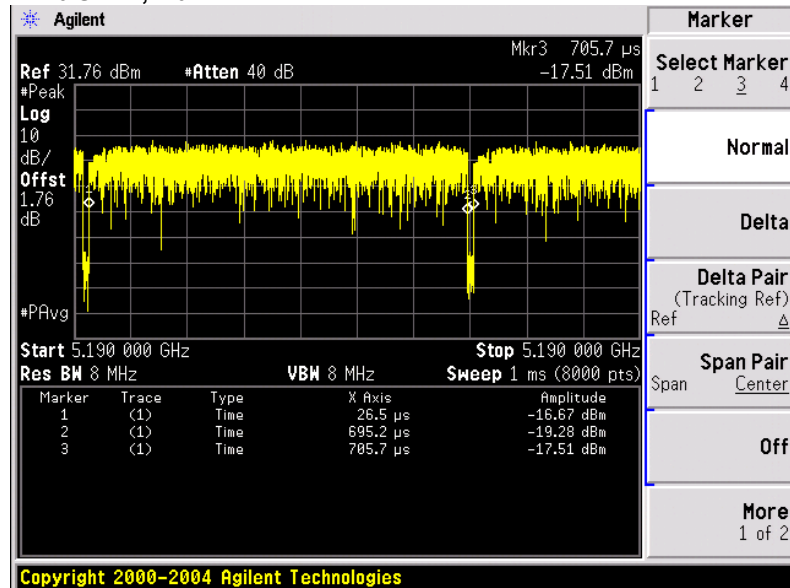 Agilent
Marker
Mkr3 705.7 µs
Ref 31.76 dBm #Atten 40 dB -17.51 dBm
#Peak
Log
10
dB/
Offst
1.76
dB
#PAvg
1
Start 5.190 000 GHz Stop 5.190 000 GHz
Res BW 8 MHz VBW 8 MHz Sweep 1 ms (8000 pts)
Marker Trace Type X Axis Amplitude
1 (1) Time 26.5 µs -16.67 dBm
2 (1) Time 695.2 µs -19.28 dBm
3 (1) Time 705.7 µs -17.51 dBm
Select Marker
1 2 3 4
Normal
Delta
Delta Pair
(Tracking Ref)
Ref Δ
Span Pair
Span Center
Off
More
1 of 2
Copyright 2000-2004 Agilent Technologies